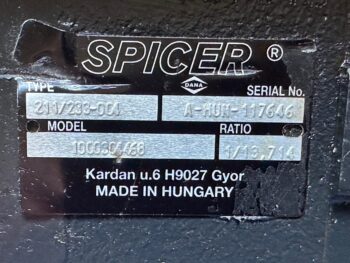 SPICER®
TYPE
DANA
SERIAL No.
211/233-004
A-HUN-117646
MODEL
RATIO
1/13,714
Kardan u.6 H9027 Gyor
MADE IN HUNGARY